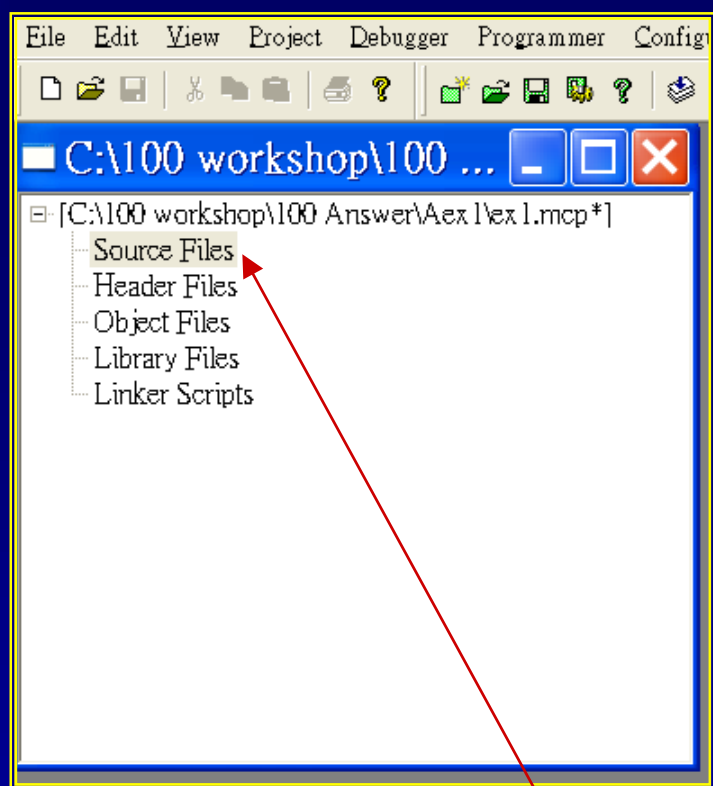 File Edit View Project Debugger Programmer
C:\100 workshop\100 ...
[C:\100 workshop\100 Answer\Aex1\ex1.mcp*]
Source Files
Header Files
Object Files
Library Files
Linker Scripts